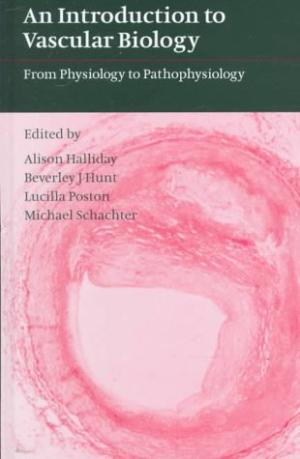 An Introduction to
Vascular Biology
From Physiology to Pathophysiology
Edited by
Alison Halliday
Beverley J Hunt
Lucilla Poston
Michael Schachter